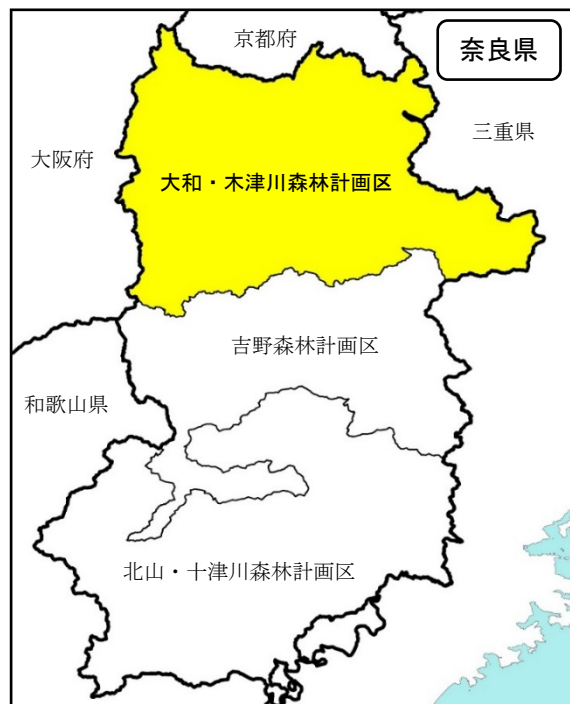 京都府
奈良県
三重県
大阪府
大和・木津川森林計画区
吉野森林計画区
和歌山県
北山・十津川森林計画区